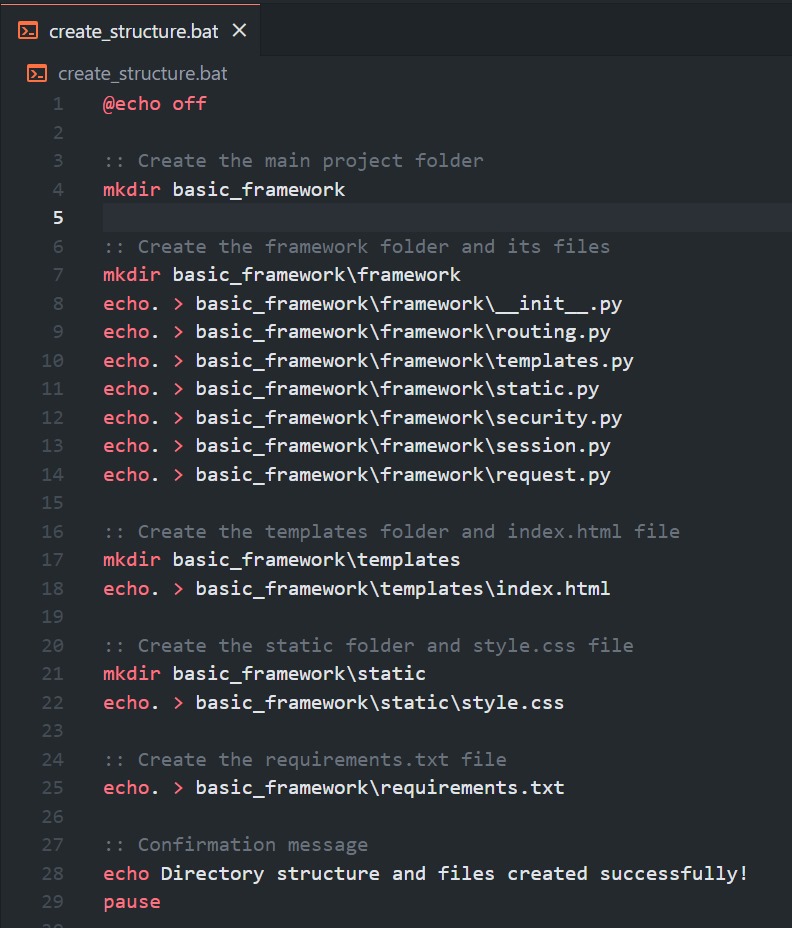 create_structure.bat
create_structure.bat
1 @echo off
2
3 :: Create the main project folder
4 mkdir basic_framework
5
6 :: Create the framework folder and its files
7 mkdir basic_framework\framework
8 echo. > basic_framework\framework\__init__.py
9 echo. > basic_framework\framework\routing.py
10 echo. > basic_framework\framework\templates.py
11 echo. > basic_framework\framework\static.py
12 echo. > basic_framework\framework\security.py
13 echo. > basic_framework\framework\session.py
14 echo. > basic_framework\framework\request.py
15
16 :: Create the templates folder and index.html file
17 mkdir basic_framework\templates
18 echo. > basic_framework\templates\index.html
19
20 :: Create the static folder and style.css file
21 mkdir basic_framework\static
22 echo. > basic_framework\static\style.css
23
24 :: Create the requirements.txt file
25 echo. > basic_framework\requirements.txt
26
27 :: Confirmation message
28 echo Directory structure and files created successfully!
29 pause